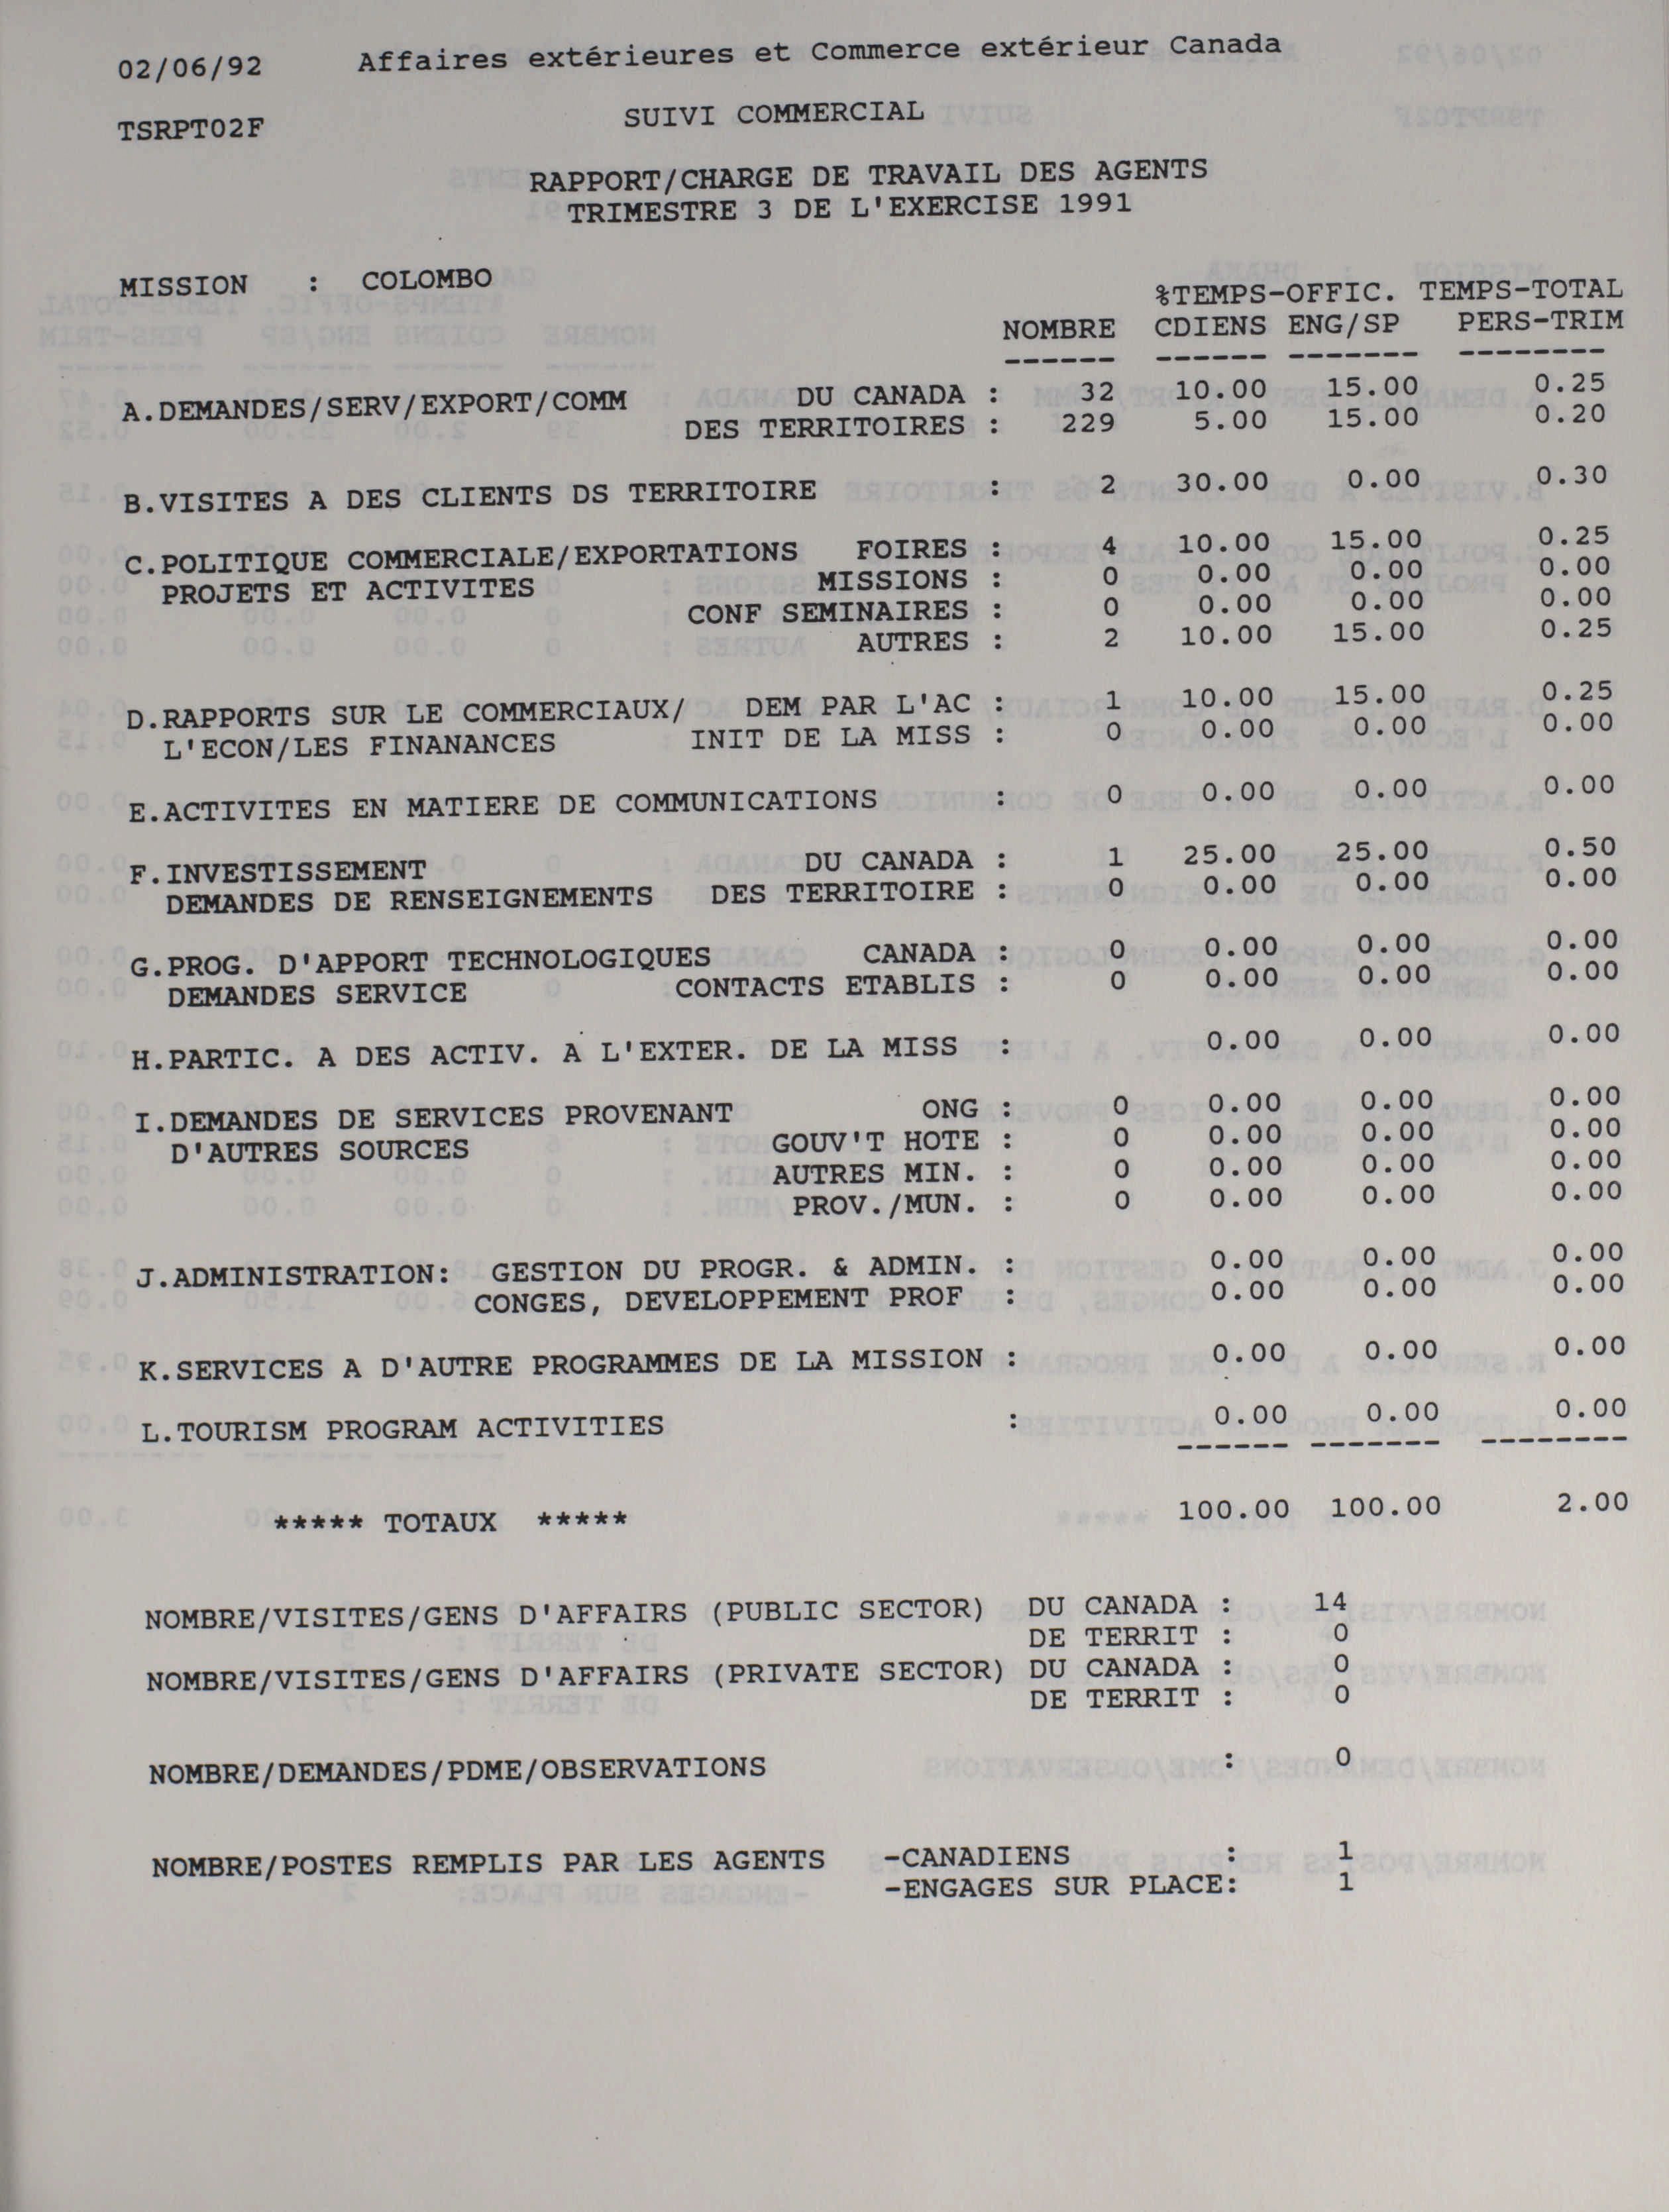 02/06/92 Affaires extérieures et Commerce extérieur Canada
TSRPT02F SUIVI COMMERCIAL
RAPPORT/CHARGE DE TRAVAIL DES AGENTS
TRIMESTRE 3 DE L'EXERCISE 1991
MISSION : COLOMBO
%TEMPS-OFFIC. TEMPS-TOTAL
NOMBRE CDIENS ENG/SP PERS-TRIM
------ ------ ------- --------
A.DEMANDES/SERV/EXPORT/COMM DU CANADA : 32 10.00 15.00 0.25
DES TERRITOIRES : 229 5.00 15.00 0.20
B.VISITES A DES CLIENTS DS TERRITOIRE : 2 30.00 0.00 0.30
C.POLITIQUE COMMERCIALE/EXPORTATIONS FOIRES : 4 10.00 15.00 0.25
PROJETS ET ACTIVITES MISSIONS : 0 0.00 0.00 0.00
CONF SEMINAIRES : 0 0.00 0.00 0.00
AUTRES : 2 10.00 15.00 0.25
D.RAPPORTS SUR LE COMMERCIAUX/ DEM PAR L'AC : 1 10.00 15.00 0.25
L'ECON/LES FINANANCES INIT DE LA MISS : 0 0.00 0.00 0.00
E.ACTIVITES EN MATIERE DE COMMUNICATIONS : 0 0.00 0.00 0.00
F.INVESTISSEMENT DU CANADA : 1 25.00 25.00 0.50
DEMANDES DE RENSEIGNEMENTS DES TERRITOIRE : 0 0.00 0.00 0.00
G.PROG. D'APPORT TECHNOLOGIQUES CANADA : 0 0.00 0.00 0.00
DEMANDES SERVICE CONTACTS ETABLIS : 0 0.00 0.00 0.00
H.PARTIC. A DES ACTIV. A L'EXTER. DE LA MISS : 0.00 0.00 0.00
I.DEMANDES DE SERVICES PROVENANT ONG : 0 0.00 0.00 0.00
D'AUTRES SOURCES GOUV'T HOTE : 0 0.00 0.00 0.00
AUTRES MIN. : 0 0.00 0.00 0.00
PROV./MUN. : 0 0.00 0.00 0.00
J.ADMINISTRATION: GESTION DU PROGR. & ADMIN. : 0.00 0.00 0.00
CONGES, DEVELOPPEMENT PROF : 0.00 0.00 0.00
K.SERVICES A D'AUTRE PROGRAMMES DE LA MISSION : 0.00 0.00 0.00
L.TOURISM PROGRAM ACTIVITIES : 0.00 0.00 0.00
------ ------- --------
***** TOTAUX ***** 100.00 100.00 2.00
NOMBRE/VISITES/GENS D'AFFAIRS (PUBLIC SECTOR) DU CANADA : 14
DE TERRIT : 0
NOMBRE/VISITES/GENS D'AFFAIRS (PRIVATE SECTOR) DU CANADA : 0
DE TERRIT : 0
NOMBRE/DEMANDES/PDME/OBSERVATIONS : 0
NOMBRE/POSTES REMPLIS PAR LES AGENTS -CANADIENS : 1
-ENGAGES SUR PLACE: 1